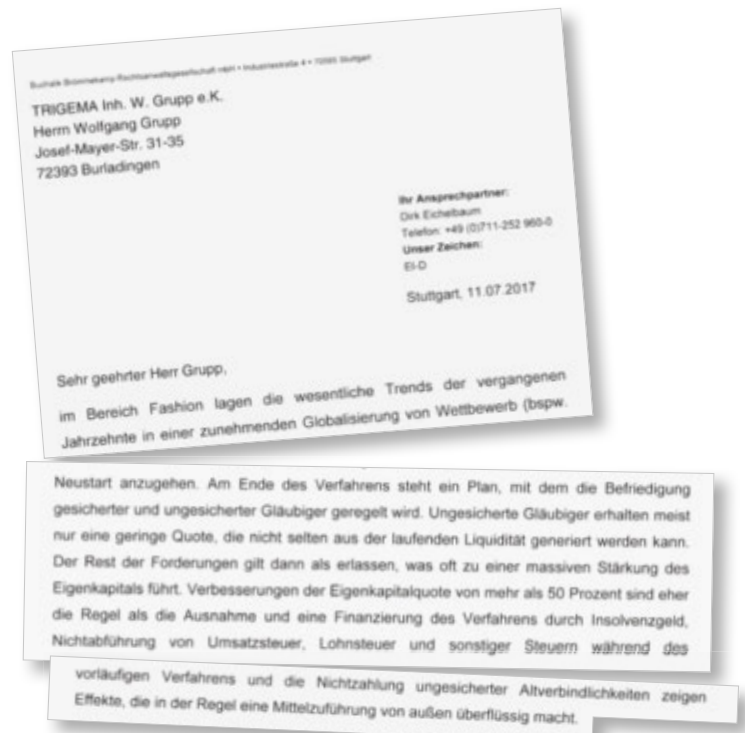 Buchalik Brömmekamp Rechtsanwaltsgesellschaft mbH • Industriestraße 4 • 70565 Stuttgart
TRIGEMA Inh. W. Grupp e.K.
Herrn Wolfgang Grupp
Josef-Mayer-Str. 31-35
72393 Burladingen
Ihr Ansprechpartner:
Dirk Eichelbaum
Telefon: +49 (0)711-252 960-0
Unser Zeichen:
EI-D
Stuttgart, 11.07.2017
Sehr geehrter Herr Grupp,
im Bereich Fashion lagen die wesentliche Trends der vergangenen
Jahrzehnte in einer zunehmenden Globalisierung von Wettbewerb (bspw.
Neustart anzugehen. Am Ende des Verfahrens steht ein Plan, mit dem die Befriedigung
gesicherter und ungesicherter Gläubiger geregelt wird. Ungesicherte Gläubiger erhalten meist
nur eine geringe Quote, die nicht selten aus der laufenden Liquidität generiert werden kann.
Der Rest der Forderungen gilt dann als erlassen, was oft zu einer massiven Stärkung des
Eigenkapitals führt. Verbesserungen der Eigenkapitalquote von mehr als 50 Prozent sind eher
die Regel als die Ausnahme und eine Finanzierung des Verfahrens durch Insolvenzgeld,
Nichtabführung von Umsatzsteuer, Lohnsteuer und sonstiger Steuern während des
vorläufigen Verfahrens und die Nichtzahlung ungesicherter Altverbindlichkeiten zeigen
Effekte, die in der Regel eine Mittelzuführung von außen überflüssig macht.